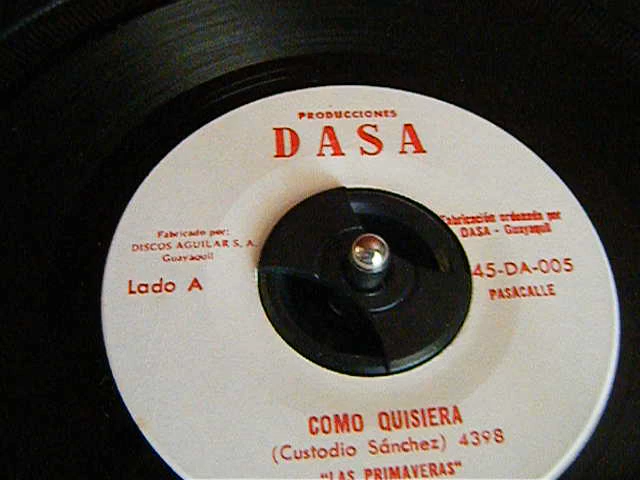 PRODUCCIONES
DASA
Fabricado por:
DISCOS AGUILAR S. A.
Guayaquil
Lado A
Fabricación ordenada por
DASA - Guayaquil
45-DA-005
PASACALLE
COMO QUISIERA
(Custodio Sánchez) 4398
"LAS PRIMAVERAS"